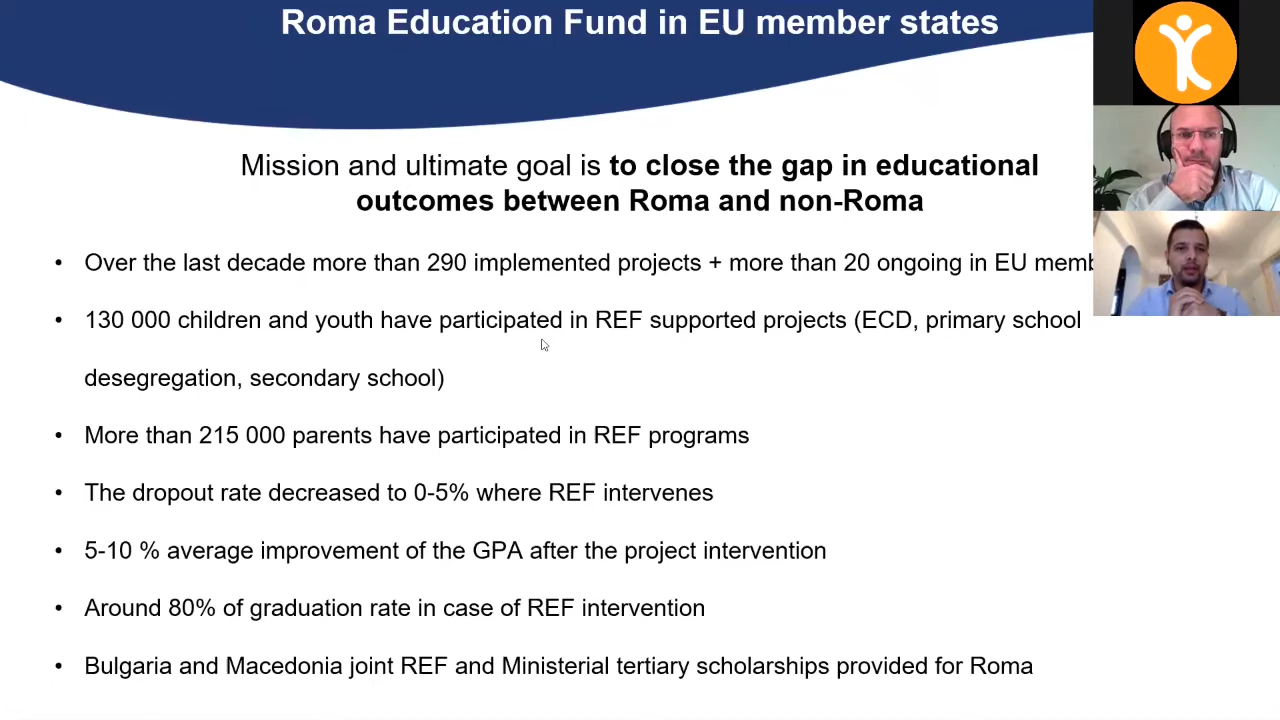 Roma Education Fund in EU member states
Mission and ultimate goal is to close the gap in educational
outcomes between Roma and non-Roma
• Over the last decade more than 290 implemented projects + more than 20 ongoing in EU
• 130 000 children and youth have participated in REF supported projects (ECD, primary school
desegregation, secondary school)
• More than 215 000 parents have participated in REF programs
• The dropout rate decreased to 0-5% where REF intervenes
• 5-10 % average improvement of the GPA after the project intervention
• Around 80% of graduation rate in case of REF intervention
• Bulgaria and Macedonia joint REF and Ministerial tertiary scholarships provided for Roma